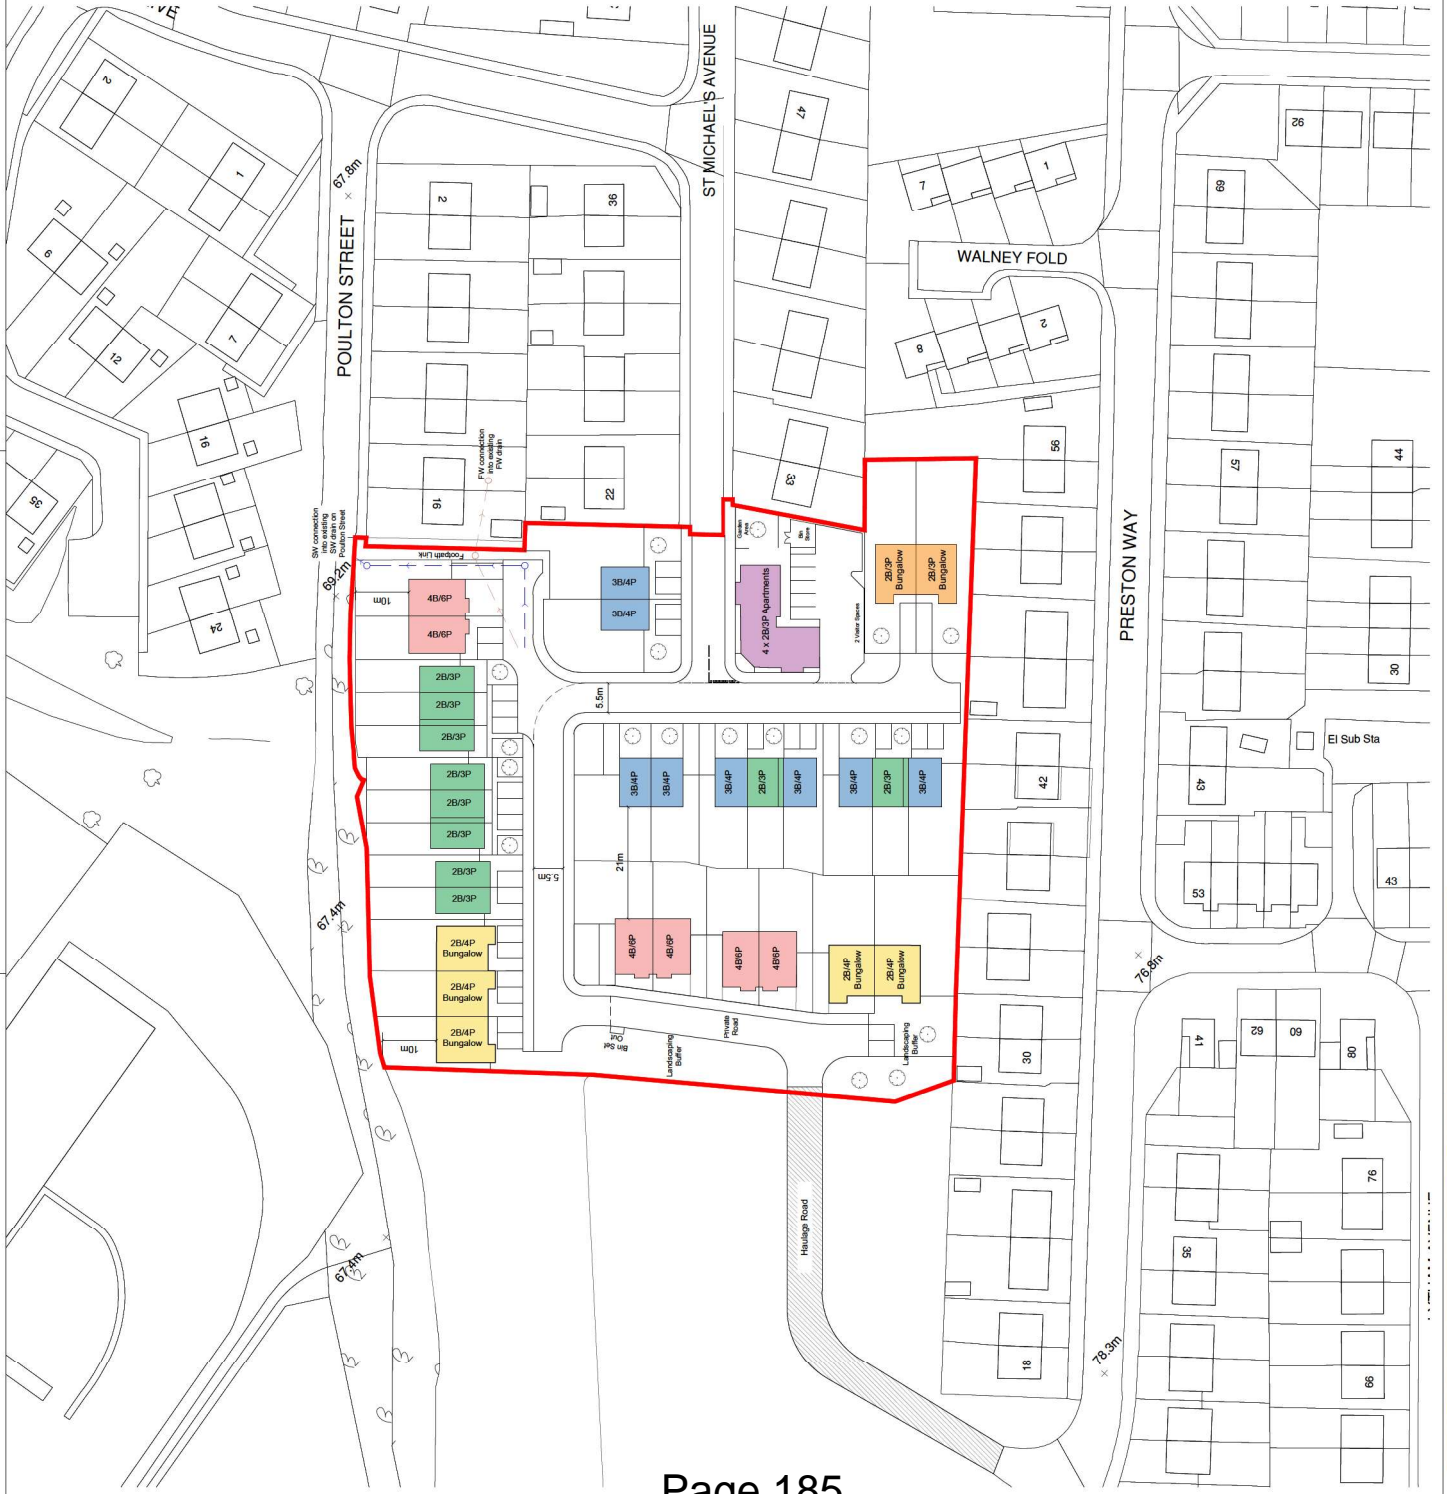 ST MICHAEL'S AVENUE
47
92
2
1
67.8m
7
1
69
POULTON STREET
2
36
6
WALNEY FOLD
7
12
8
2
16
56
44
57
33
16
22
FW connection
into existing
FW drain
35
SW connection
into existing
SW drain on
Poulton Street
Garden
Area
Bin
Store
PRESTON WAY
Footpath Link
69.2m
10m
4B/6P
4B/6P
3B/4P
3B/4P
4 x 2B/3P Apartments
2B/3P
Bungalow
2B/3P
Bungalow
2 Visitor Spaces
24
30
2B/3P
2B/3P
2B/3P
5.5m
El Sub Sta
42
43
2B/3P
2B/3P
2B/3P
3B/4P
3B/4P
3B/4P
2B/3P
3B/4P
3B/4P
2B/3P
3B/4P
21m
5.5m
2B/3P
2B/3P
53
43
67.4m
2B/4P
Bungalow
2B/4P
Bungalow
2B/4P
Bungalow
4B/6P
4B/6P
4B/6P
4B/6P
2B/4P
Bungalow
2B/4P
Bungalow
76.8m
10m
Bin Set
Out
Landscaping
Buffer
Private
Road
Landscaping
Buffer
30
41
62
60
80
Haulage Road
67.4m
35
76
18
78.3m
66
Page 185